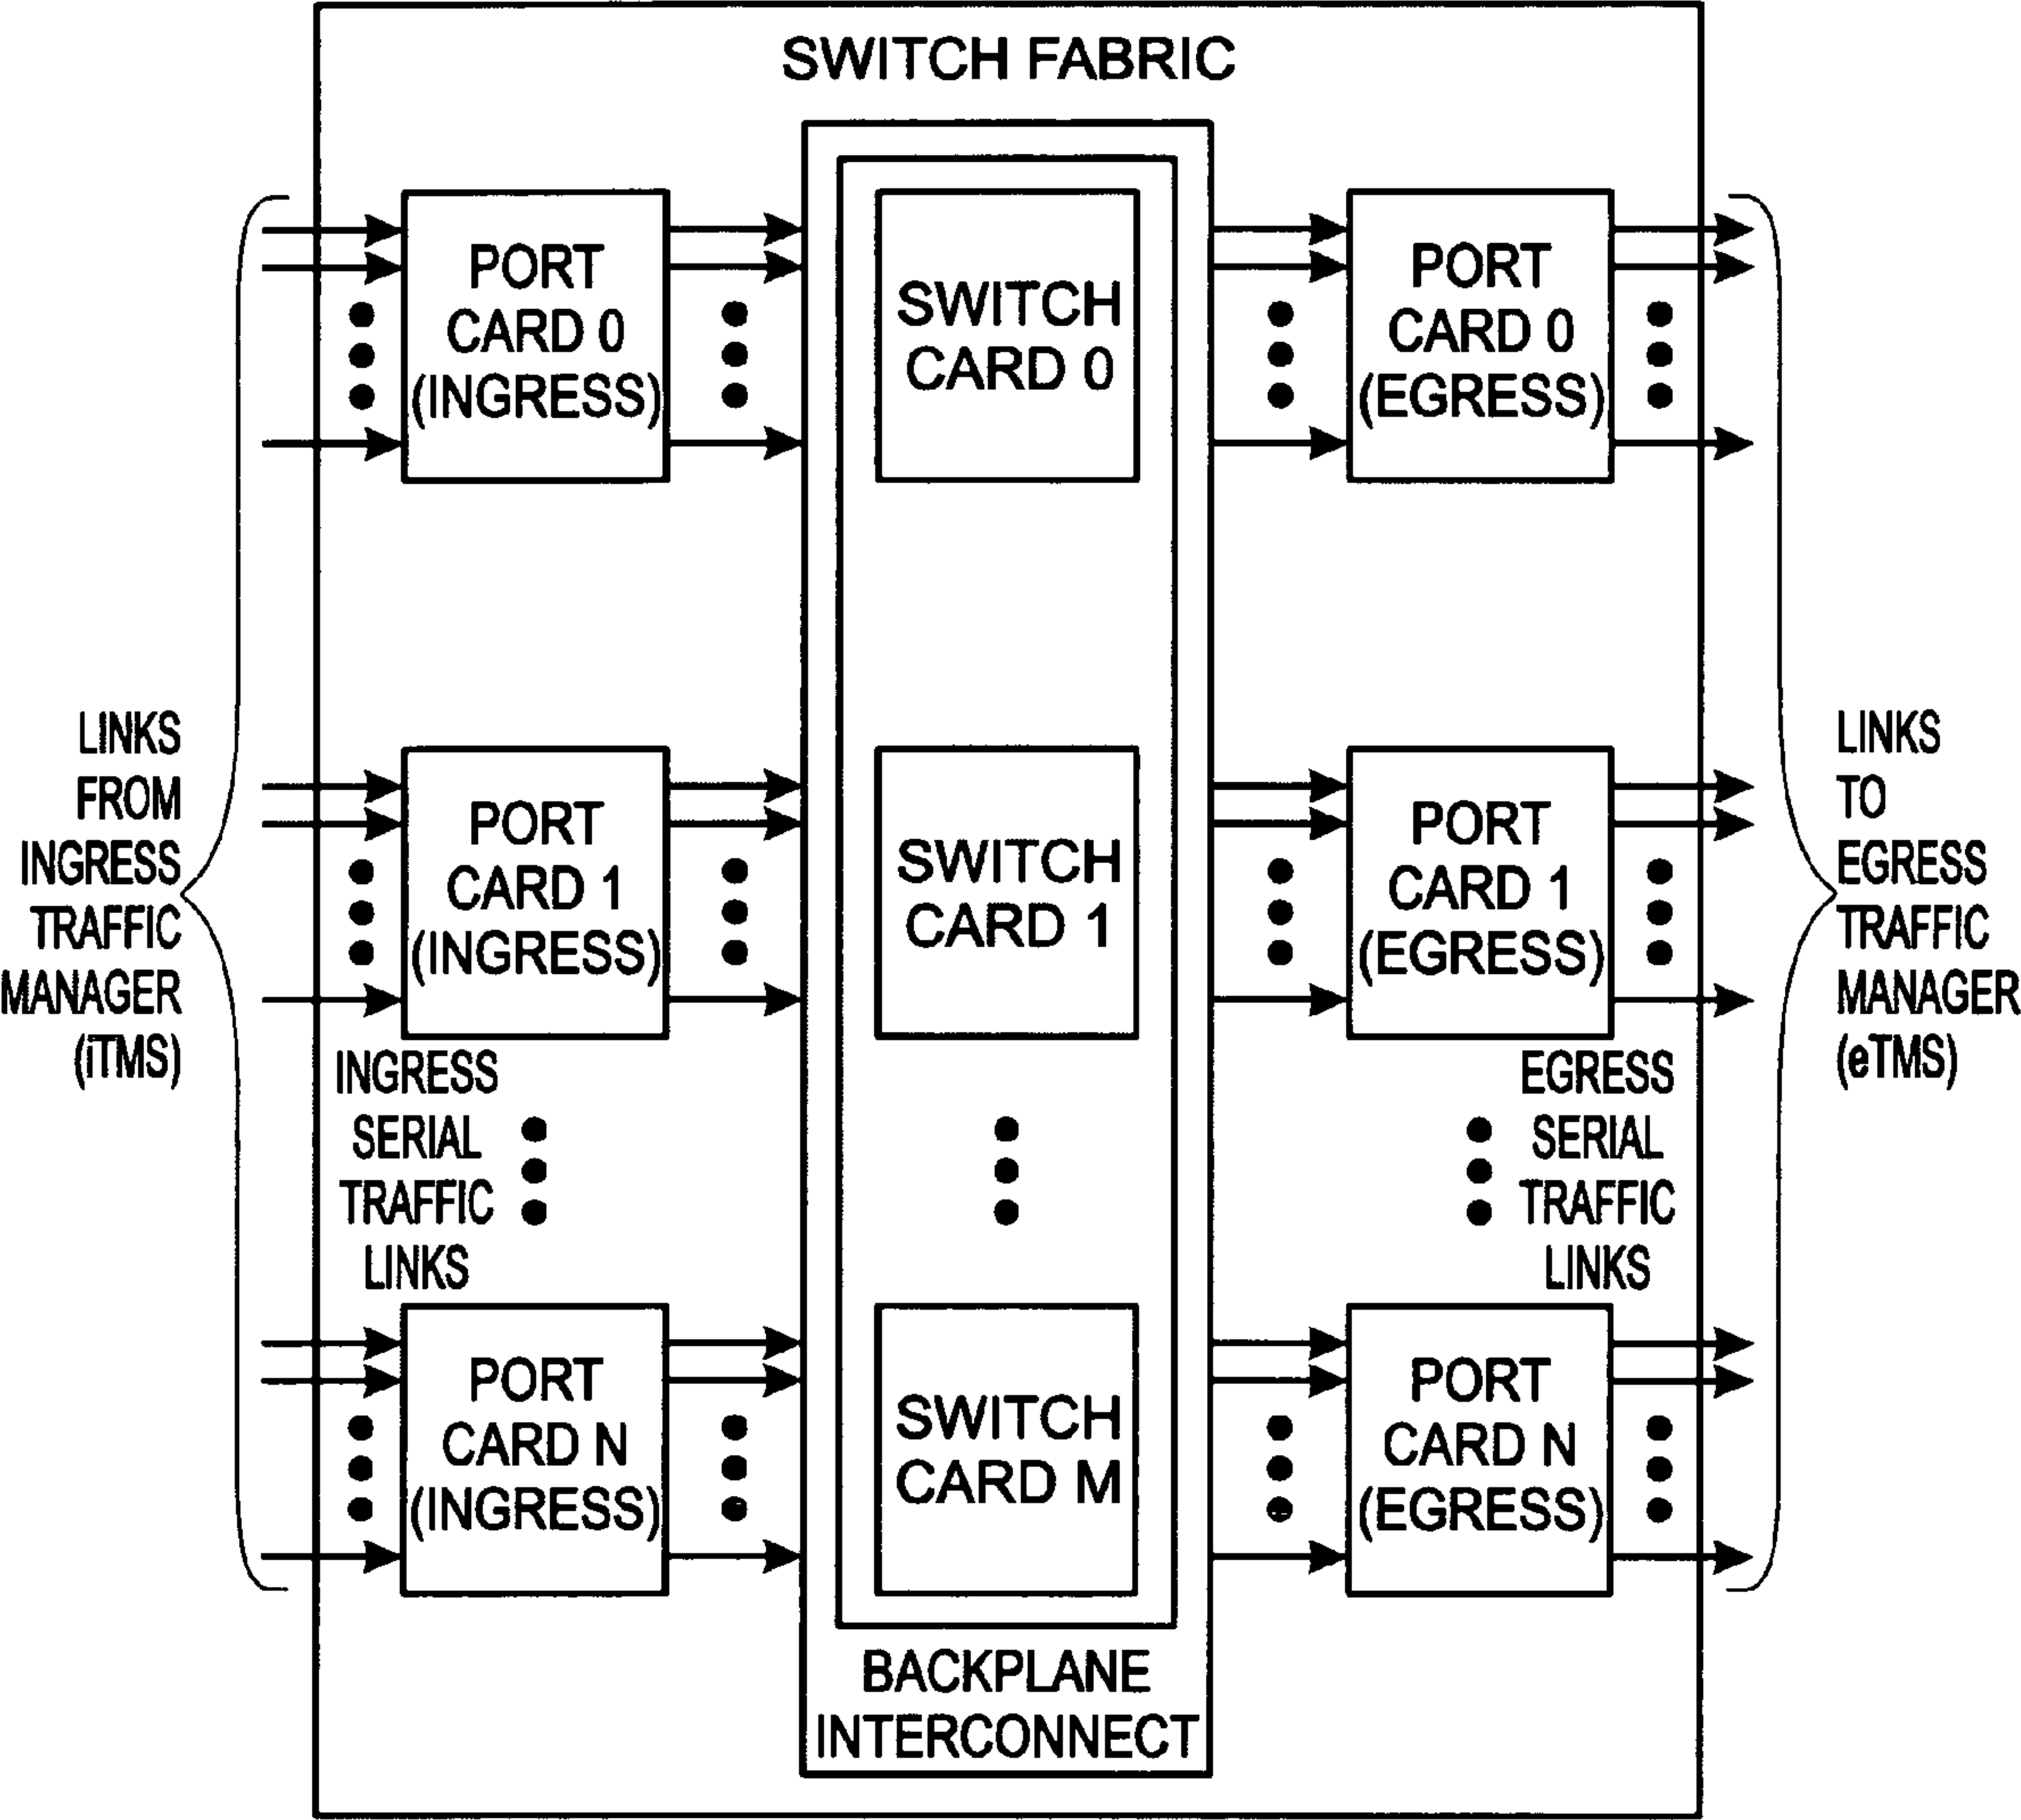 SWITCH FABRIC
PORT
CARD 0
(INGRESS)
SWITCH
CARD 0
PORT
CARD 0
(EGRESS)
LINKS
FROM
INGRESS
TRAFFIC
MANAGER
(iTMS)
PORT
CARD 1
(INGRESS)
SWITCH
CARD 1
PORT
CARD 1
(EGRESS)
LINKS
TO
EGRESS
TRAFFIC
MANAGER
(eTMS)
INGRESS
SERIAL
TRAFFIC
LINKS
EGRESS
SERIAL
TRAFFIC
LINKS
PORT
CARD N
(INGRESS)
SWITCH
CARD M
PORT
CARD N
(EGRESS)
BACKPLANE
INTERCONNECT